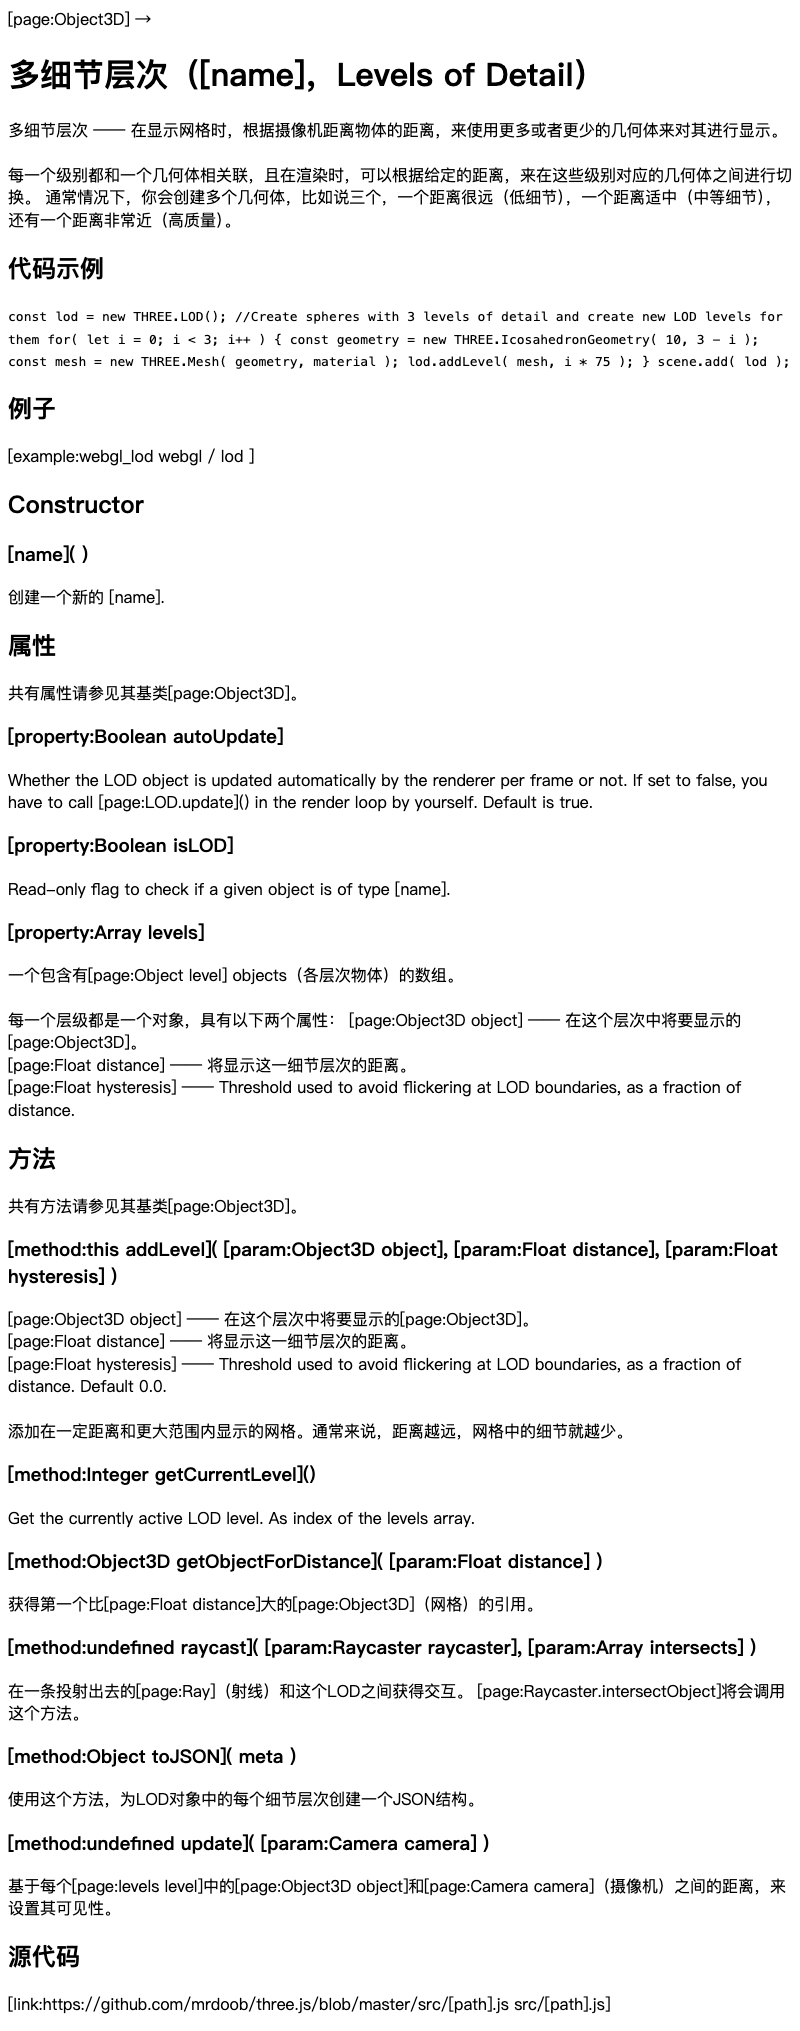 [page:Object3D] →
多细节层次（[name]，Levels of Detail）
多细节层次 —— 在显示网格时，根据摄像机距离物体的距离，来使用更多或者更少的几何体来对其进行显示。
每一个级别都和一个几何体相关联，且在渲染时，可以根据给定的距离，来在这些级别对应的几何体之间进行切
换。 通常情况下，你会创建多个几何体，比如说三个，一个距离很远（低细节），一个距离适中（中等细节），
还有一个距离非常近（高质量）。
代码示例
const lod = new THREE.LOD(); //Create spheres with 3 levels of detail and create new LOD levels for
them for( let i = 0; i < 3; i++ ) { const geometry = new THREE.IcosahedronGeometry( 10, 3 - i );
const mesh = new THREE.Mesh( geometry, material ); lod.addLevel( mesh, i * 75 ); } scene.add( lod );
例子
[example:webgl_lod webgl / lod ]
Constructor
[name]( )
创建一个新的 [name].
属性
共有属性请参见其基类[page:Object3D]。
[property:Boolean autoUpdate]
Whether the LOD object is updated automatically by the renderer per frame or not. If set to false, you
have to call [page:LOD.update]() in the render loop by yourself. Default is true.
[property:Boolean isLOD]
Read-only flag to check if a given object is of type [name].
[property:Array levels]
一个包含有[page:Object level] objects（各层次物体）的数组。
每一个层级都是一个对象，具有以下两个属性： [page:Object3D object] —— 在这个层次中将要显示的
[page:Object3D]。
[page:Float distance] —— 将显示这一细节层次的距离。
[page:Float hysteresis] —— Threshold used to avoid flickering at LOD boundaries, as a fraction of
distance.
方法
共有方法请参见其基类[page:Object3D]。
[method:this addLevel]( [param:Object3D object], [param:Float distance], [param:Float
hysteresis] )
[page:Object3D object] —— 在这个层次中将要显示的[page:Object3D]。
[page:Float distance] —— 将显示这一细节层次的距离。
[page:Float hysteresis] —— Threshold used to avoid flickering at LOD boundaries, as a fraction of
distance. Default 0.0.
添加在一定距离和更大范围内显示的网格。通常来说，距离越远，网格中的细节就越少。
[method:Integer getCurrentLevel]()
Get the currently active LOD level. As index of the levels array.
[method:Object3D getObjectForDistance]( [param:Float distance] )
获得第一个比[page:Float distance]大的[page:Object3D]（网格）的引用。
[method:undefined raycast]( [param:Raycaster raycaster], [param:Array intersects] )
在一条投射出去的[page:Ray]（射线）和这个LOD之间获得交互。 [page:Raycaster.intersectObject]将会调用
这个方法。
[method:Object toJSON]( meta )
使用这个方法，为LOD对象中的每个细节层次创建一个JSON结构。
[method:undefined update]( [param:Camera camera] )
基于每个[page:levels level]中的[page:Object3D object]和[page:Camera camera]（摄像机）之间的距离，来
设置其可见性。
源代码
[link:https://github.com/mrdoob/three.js/blob/master/src/[path].js src/[path].js]